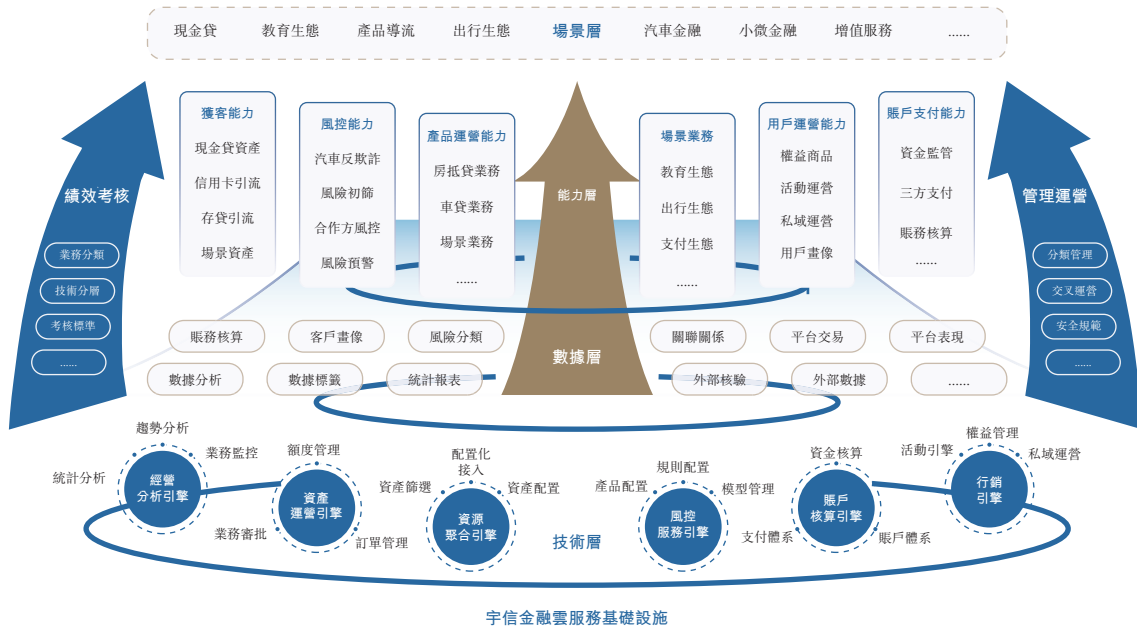 現金貸 教育生態 產品導流 出行生態 場景層 汽車金融 小微金融 增值服務 ......
績效考核
業務分類
技術分層
考核標準
......
獲客能力
現金貸資產
信用卡引流
存貸引流
場景資產
風控能力
汽車反欺詐
風險初節
合作方風控
風險預警
產品運營能力
房抵貸業務
車貸業務
場景業務
......
能力層
場景業務
教育生態
出行生態
支付生態
......
用戶運營能力
權益商品
活動運營
私域運營
用戶畫像
賬戶支付能力
資金監管
三方支付
賬務核算
......
管理運營
分類管理
交叉運營
安全規範
......
賬務核算 客戶畫像 風險分類 數據層 關聯關係 平台交易 平台表現
數據分析 數據標籤 統計報表 外部核驗 外部數據 ......
趨勢分析
業務監控
統計分析
經營
分析引擎
額度管理
資產
運營引擎
業務審批
訂單管理
配置化
接入
資產篩選
資產配置
資源
聚合引擎
技術層
規則配置
產品配置
模型管理
風控
服務引擎
資金核算
賬戶
核算引擎
支付體系
賬戶體系
權益管理
活動引擎
私域運營
行銷
引擎
宇信金融雲服務基礎設施